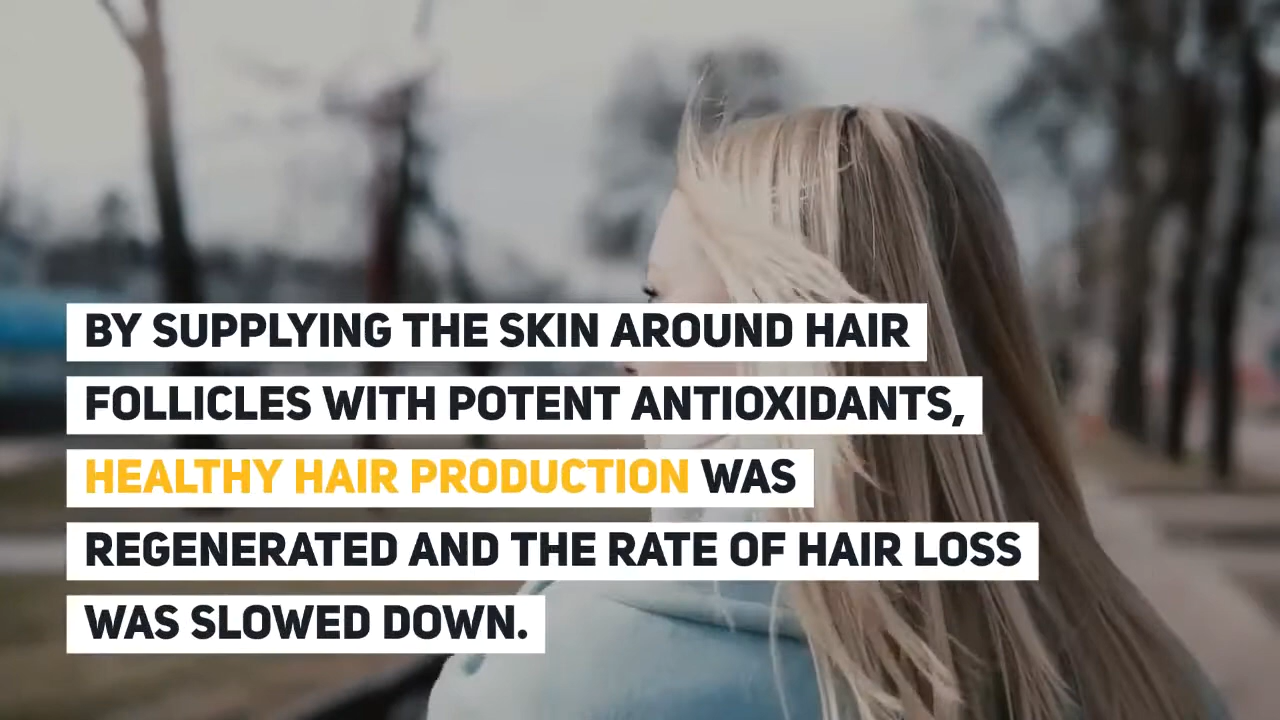 BY SUPPLYING THE SKIN AROUND HAIR
FOLLICLES WITH POTENT ANTIOXIDANTS,
HEALTHY HAIR PRODUCTION WAS
REGENERATED AND THE RATE OF HAIR LOSS
WAS SLOWED DOWN.